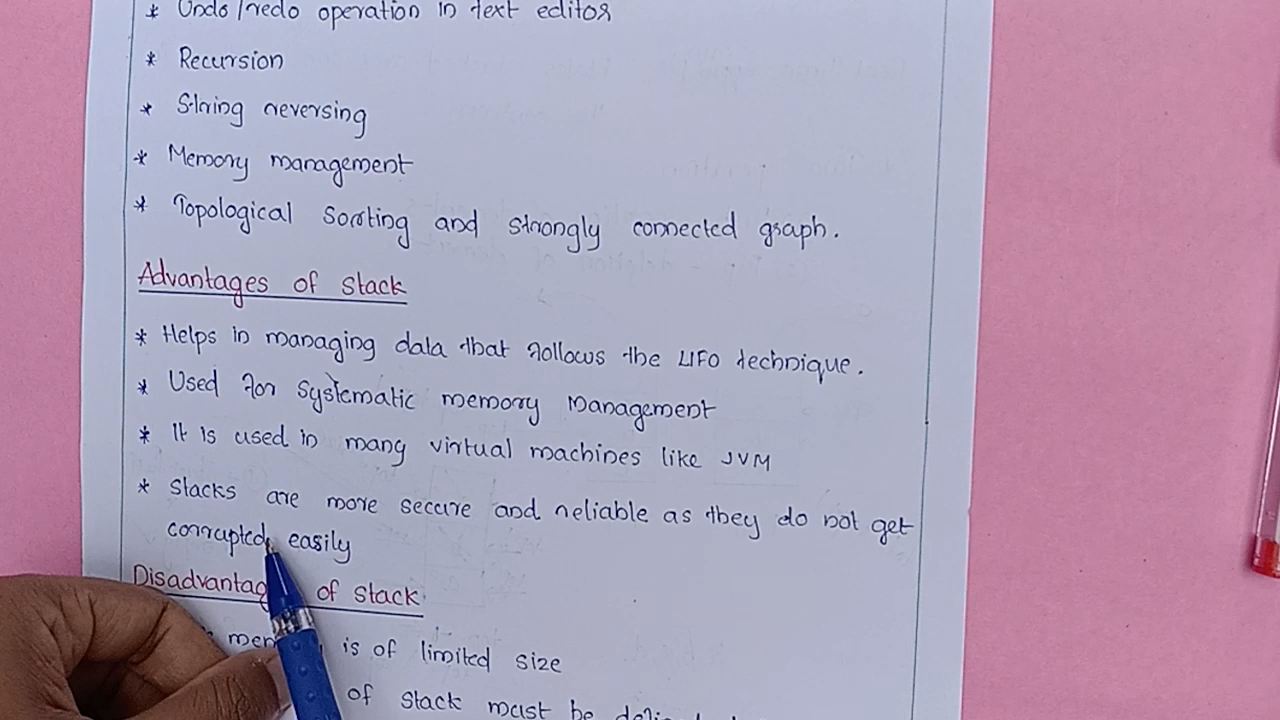 * Undo/redo operation in text editor
* Recursion
* String reversing
* Memory management
* Topological Sorting and strongly connected graph.
Advantages of stack
* Helps in managing data that follows the LIFO technique.
* Used for Systematic memory Management
* It is used in many virtual machines like JVM
* Stacks are more secure and reliable as they do not get
corrupted easily
Disadvantag of stack
is of limited size
of stack must be